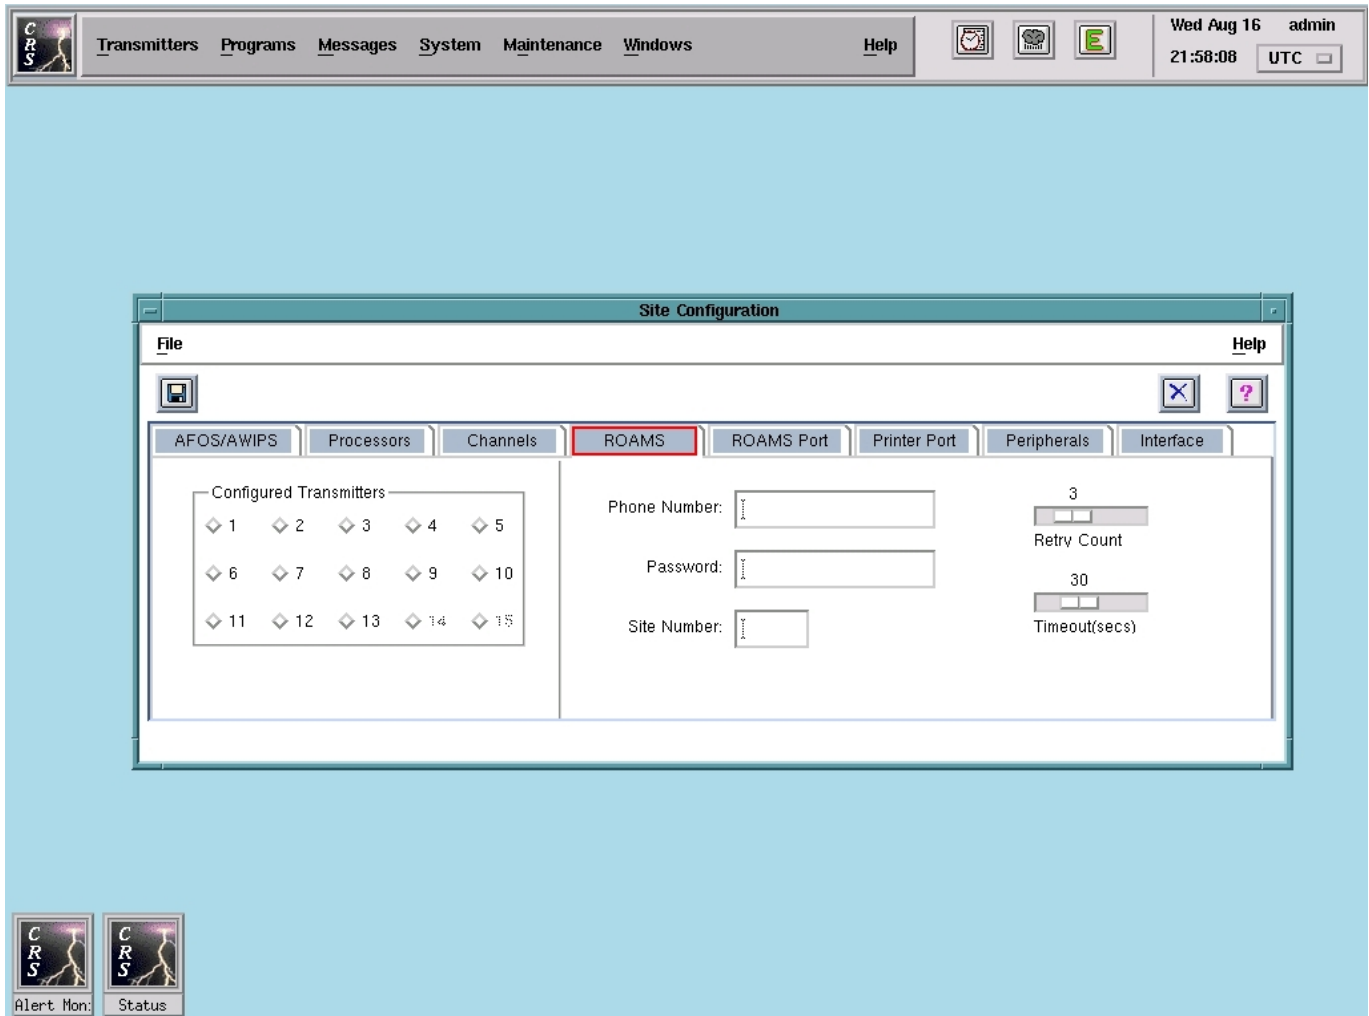 CRS
Transmitters Programs Messages System Maintenance Windows Help
E
Wed Aug 16 admin
21:58:08 UTC
Site Configuration
File Help
?
AFOS/AWIPS Processors Channels ROAMS ROAMS Port Printer Port Peripherals Interface
Configured Transmitters
1 2 3 4 5
6 7 8 9 10
11 12 13 14 15
Phone Number:
Password:
Site Number:
3
Retry Count
30
Timeout(secs)
CRS
Alert Mon:
CRS
Status